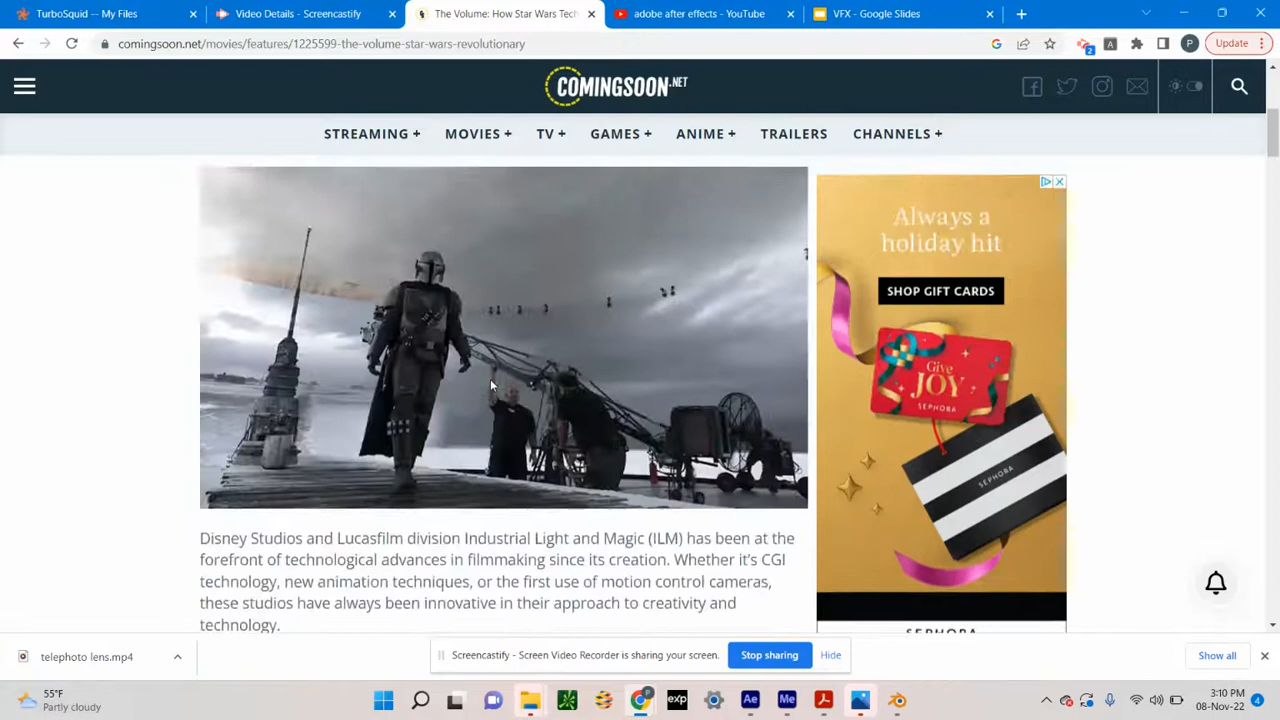 TurboSquid - My Files
Video Details - Screencastify
The Volume: How Star Wars Tech
adobe after effects - YouTube
VFX - Google Slides
comingsoon.net/movies/features/1225599-the-volume-star-wars-revolutionary
2
P
Update
COMINGSOON.NET
STREAMING + MOVIES + TV + GAMES + ANIME + TRAILERS CHANNELS +
Always a
holiday hit
SHOP GIFT CARDS
Give
JOY
SEPHORA
SEPHORA
SEPHORA
Disney Studios and Lucasfilm division Industrial Light and Magic (ILM) has been at the
forefront of technological advances in filmmaking since its creation. Whether it's CGI
technology, new animation techniques, or the first use of motion control cameras,
these studios have always been innovative in their approach to creativity and
technology.
telephoto lens.mp4
Screencastify - Screen Video Recorder is sharing your screen.
Stop sharing
Hide
Show all
55°F
Partly cloudy
P
exp
Ae
Me
3:10 PM
08-Nov-22
4